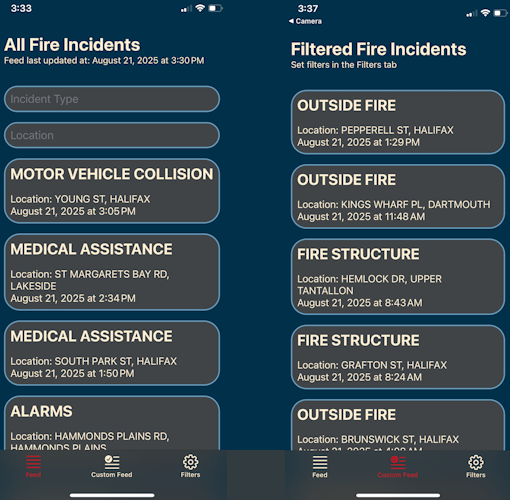 3:33
All Fire Incidents
Feed last updated at: August 21, 2025 at 3:30 PM
Incident Type
Location
MOTOR VEHICLE COLLISION
Location: YOUNG ST, HALIFAX
August 21, 2025 at 3:05 PM
MEDICAL ASSISTANCE
Location: ST MARGARETS BAY RD,
LAKESIDE
August 21, 2025 at 2:34 PM
MEDICAL ASSISTANCE
Location: SOUTH PARK ST, HALIFAX
August 21, 2025 at 1:50 PM
ALARMS
Location: HAMMONDS PLAINS RD,
HAMMONDS PLAINS
Feed
Custom Feed
Filters
3:37
◀ Camera
Filtered Fire Incidents
Set filters in the Filters tab
OUTSIDE FIRE
Location: PEPPERELL ST, HALIFAX
August 21, 2025 at 1:29 PM
OUTSIDE FIRE
Location: KINGS WHARF PL, DARTMOUTH
August 21, 2025 at 11:48 AM
FIRE STRUCTURE
Location: HEMLOCK DR, UPPER
TANTALLON
August 21, 2025 at 8:43 AM
FIRE STRUCTURE
Location: GRAFTON ST, HALIFAX
August 21, 2025 at 8:24 AM
OUTSIDE FIRE
Location: BRUNSWICK ST, HALIFAX
August 21, 2025 at
Feed
Custom Feed
Filters